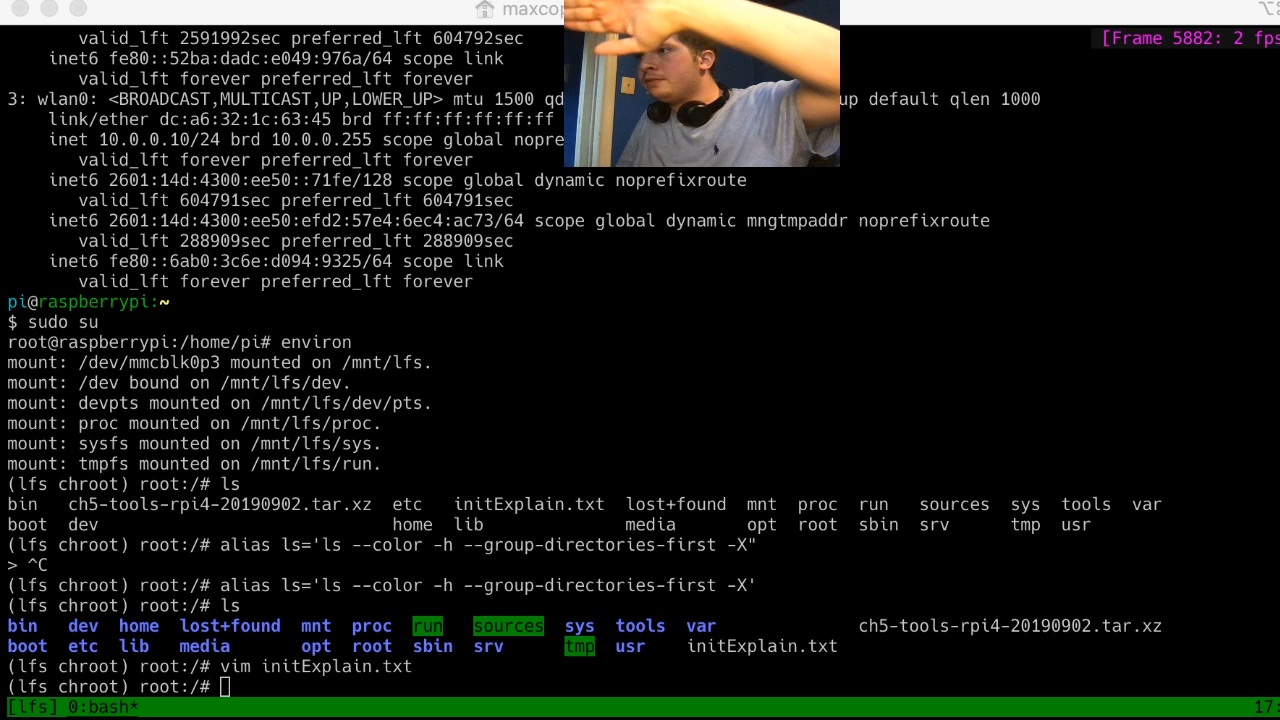 maxco
valid_lft 2591992sec preferred_lft 604792sec
[Frame 5882: 2 fps
inet6 fe80::52ba:dadc:e049:976a/64 scope link
valid_lft forever preferred_lft forever
3: wlan0: <BROADCAST,MULTICAST,UP,LOWER_UP> mtu 1500 qd up default qlen 1000
link/ether dc:a6:32:1c:63:45 brd ff:ff:ff:ff:ff:ff
inet 10.0.0.10/24 brd 10.0.0.255 scope global nopre
valid_lft forever preferred_lft forever
inet6 2601:14d:4300:ee50::71fe/128 scope global dynamic noprefixroute
valid_lft 604791sec preferred_lft 604791sec
inet6 2601:14d:4300:ee50:efd2:57e4:6ec4:ac73/64 scope global dynamic mngtmpaddr noprefixroute
valid_lft 288909sec preferred_lft 288909sec
inet6 fe80::6ab0:3c6e:d094:9325/64 scope link
valid_lft forever preferred_lft forever
pi@raspberrypi:~
$ sudo su
root@raspberrypi:/home/pi# environ
mount: /dev/mmcblk0p3 mounted on /mnt/lfs.
mount: /dev bound on /mnt/lfs/dev.
mount: devpts mounted on /mnt/lfs/dev/pts.
mount: proc mounted on /mnt/lfs/proc.
mount: sysfs mounted on /mnt/lfs/sys.
mount: tmpfs mounted on /mnt/lfs/run.
(lfs chroot) root:/# ls
bin ch5-tools-rpi4-20190902.tar.xz etc initExplain.txt lost+found mnt proc run sources sys tools var
boot dev home lib media opt root sbin srv tmp usr
(lfs chroot) root:/# alias ls='ls --color -h --group-directories-first -X"
> ^C
(lfs chroot) root:/# alias ls='ls --color -h --group-directories-first -X'
(lfs chroot) root:/# ls
bin dev home lost+found mnt proc run sources sys tools var ch5-tools-rpi4-20190902.tar.xz
boot etc lib media opt root sbin srv tmp usr initExplain.txt
(lfs chroot) root:/# vim initExplain.txt
(lfs chroot) root:/#
[lfs] 0:bash* 17: